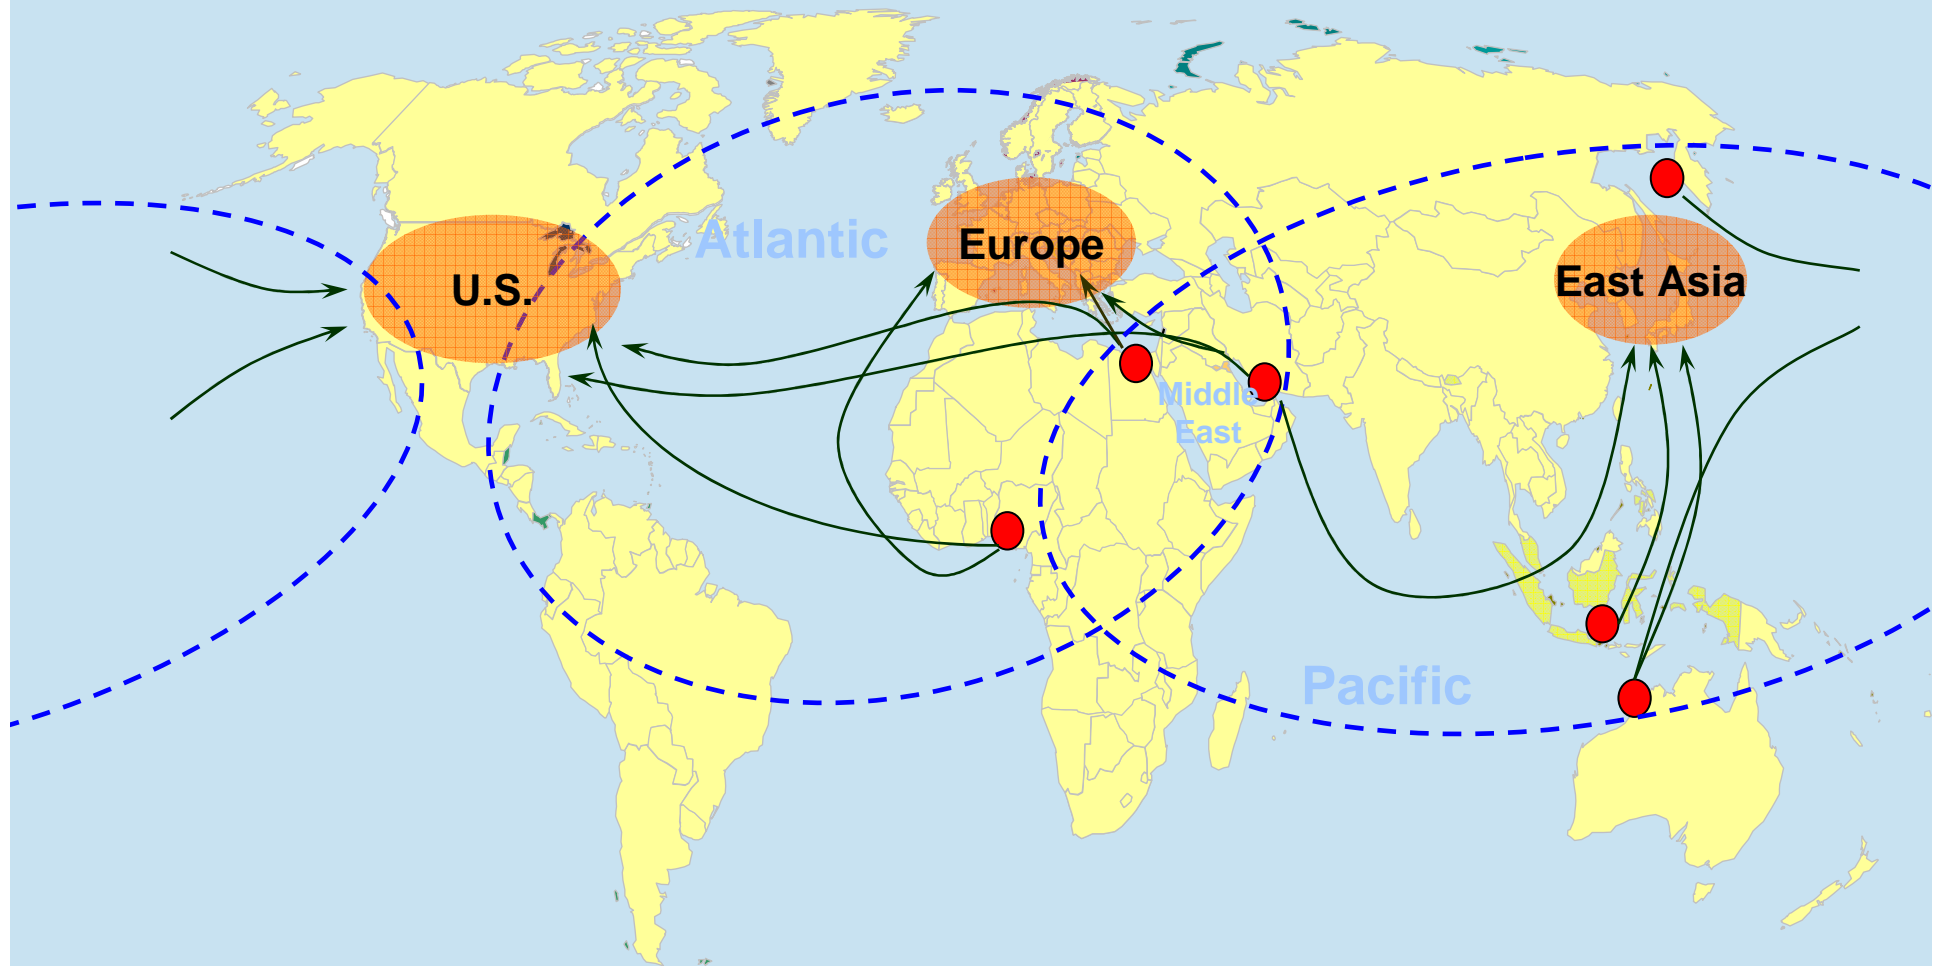 Atlantic
Europe
U.S.
East Asia
Middle
East
Pacific